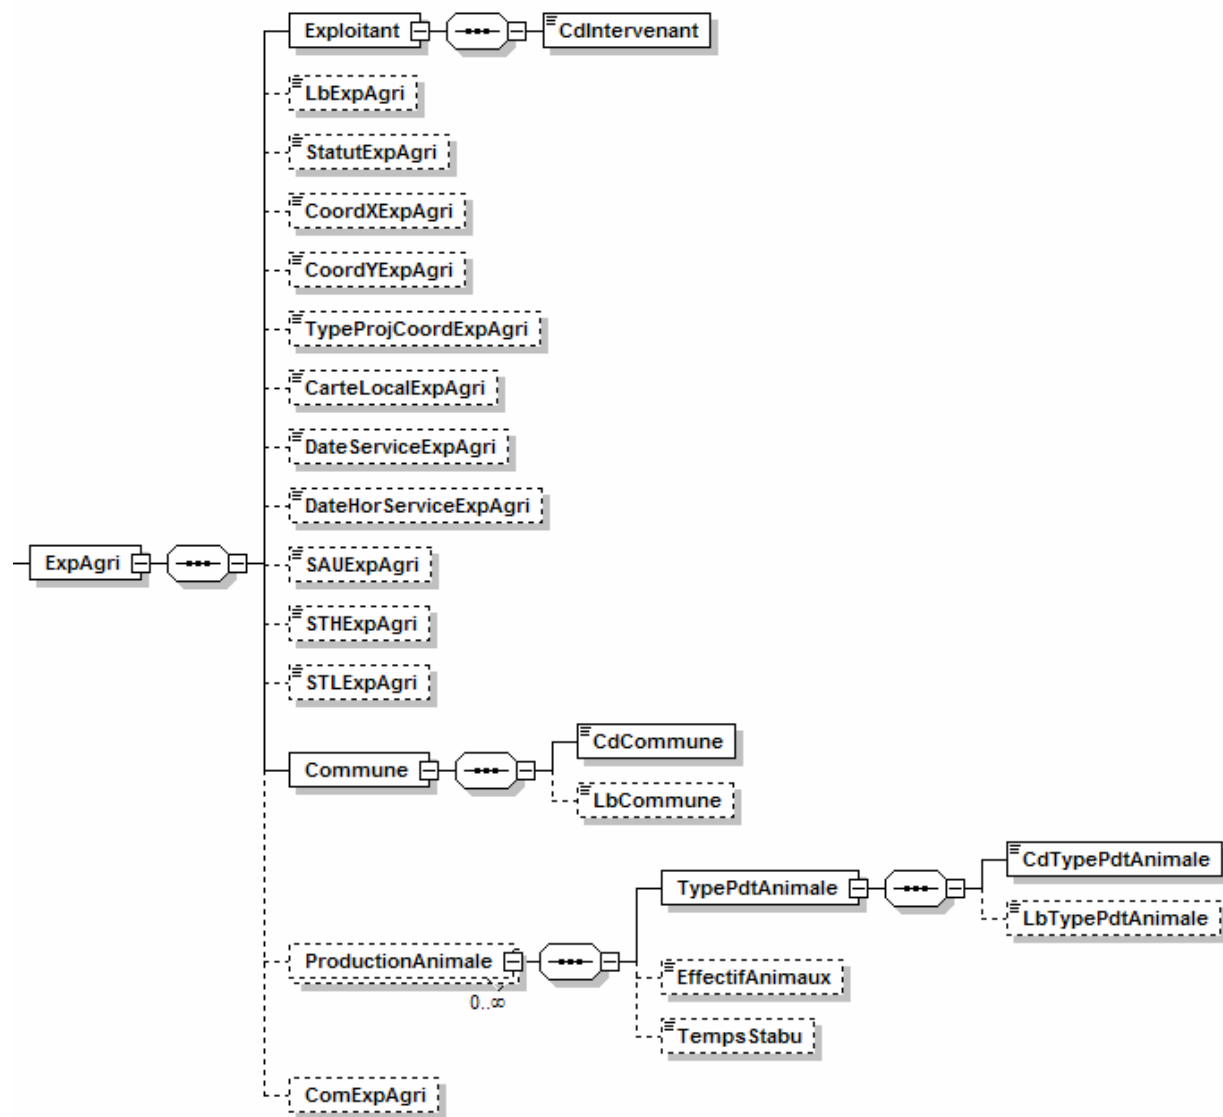 Exploitant
CdIntervenant
LbExpAgri
StatutExpAgri
CoordXExpAgri
CoordYExpAgri
TypeProjCoordExpAgri
CarteLocalExpAgri
DateServiceExpAgri
DateHorServiceExpAgri
ExpAgri
SAUExpAgri
STHExpAgri
STLExpAgri
CdCommune
Commune
LbCommune
CdTypePdtAnimale
TypePdtAnimale
LbTypePdtAnimale
ProductionAnimale
0..∞
EffectifAnimaux
TempsStabu
ComExpAgri